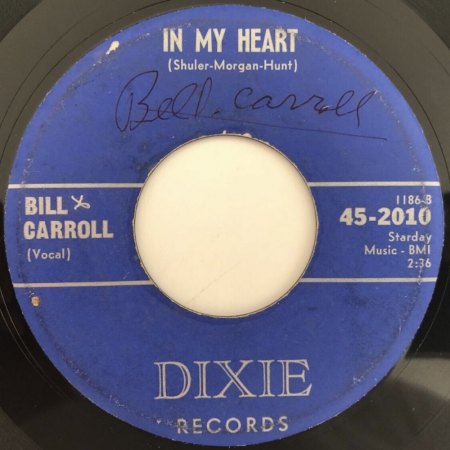 IN MY HEART
(Shuler-Morgan-Hunt)
Bill Carroll
BILL
CARROLL
(Vocal)
1186-B
45-2010
Starday
Music - BMI
2:36
DIXIE
RECORDS